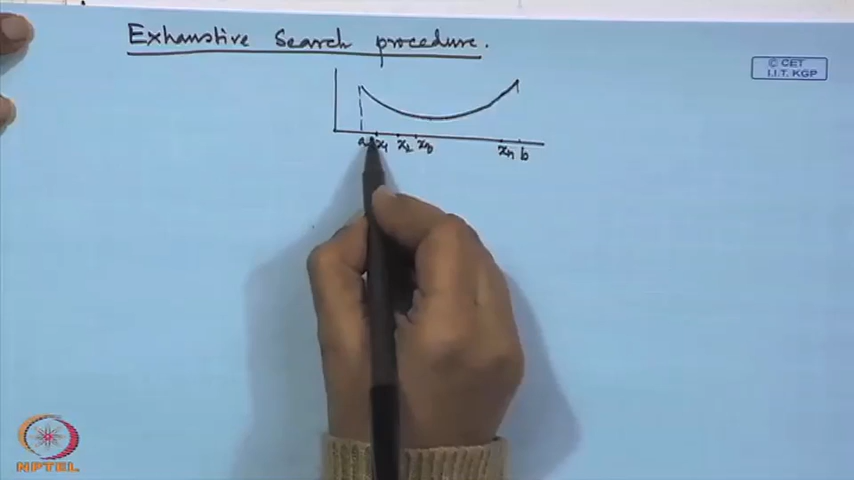 Exhaustive Search procedure.
© CET
I.I.T. KGP
a x₁ x₂ x₃ xₙ b
NPTEL